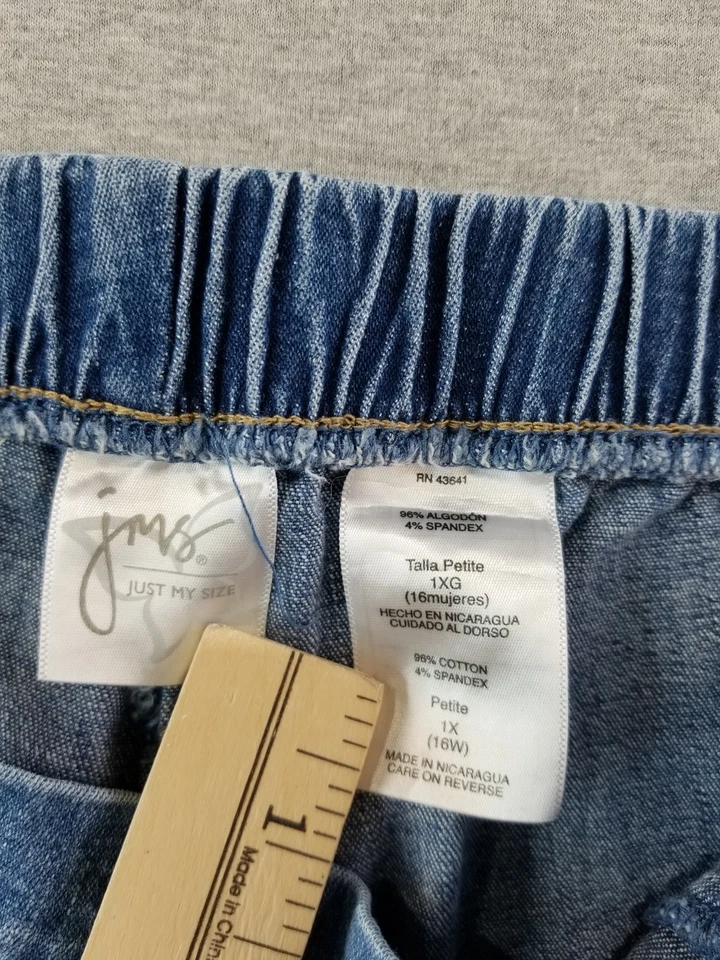 jms®
JUST MY SIZE
RN 43641
96% ALGODÓN
4% SPANDEX
Talla Petite
1XG
(16mujeres)
HECHO EN NICARAGUA
CUIDADO AL DORSO
96% COTTON
4% SPANDEX
Petite
1X
(16W)
MADE IN NICARAGUA
CARE ON REVERSE
1
Made in China